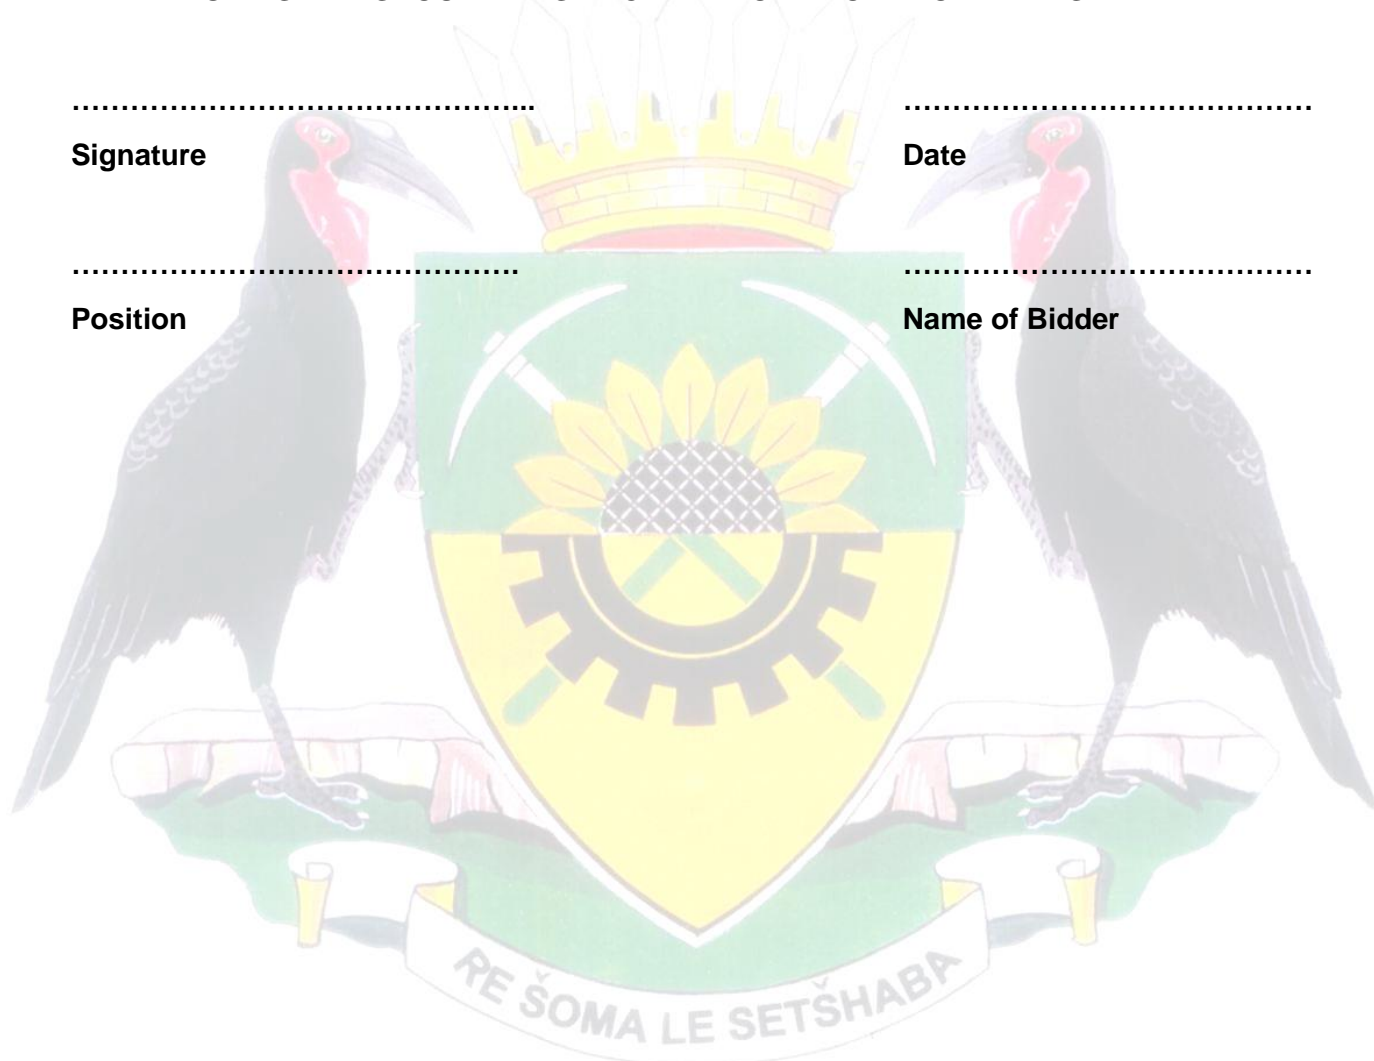 …………………………………………...
……………………………………
Signature
Date
……………………………………….
……………………………………
Position
Name of Bidder
RE ŠOMA LE SETŠHABA